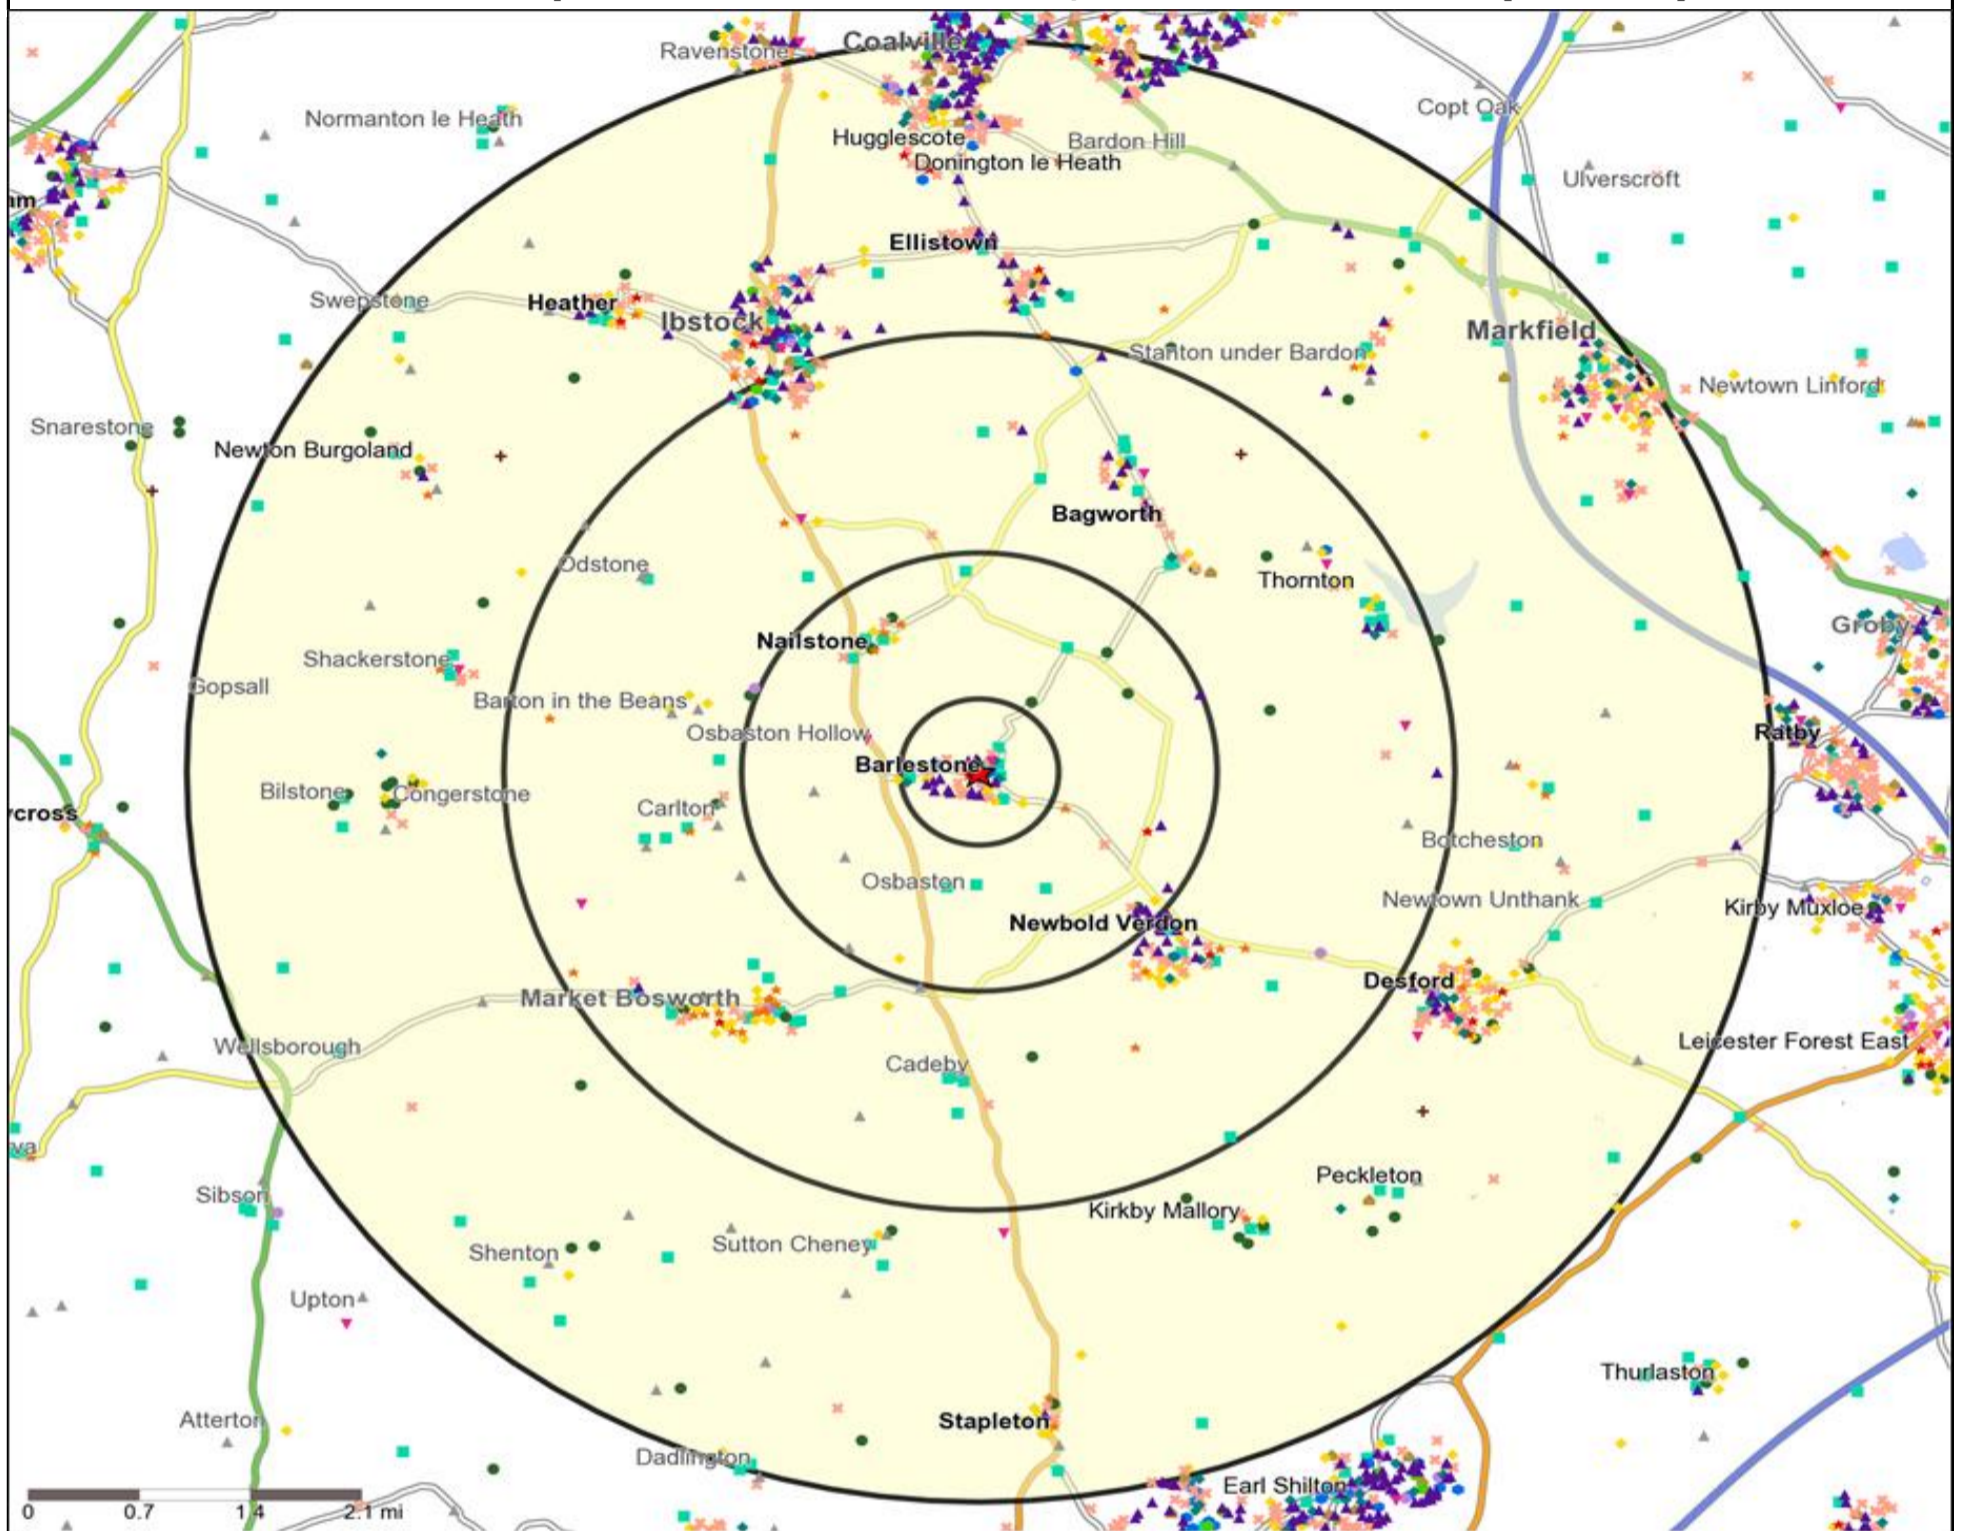 Coalville
Ravenstone
Copt Oak
Normanton le Heath
Hugglescote
Bardon Hill
Donington le Heath
Ulverscroft
am
Ellistown
Swepstone
Heather
Ibstock
Markfield
Stanton under Bardon
Newtown Linford
Snarestone
Newton Burgoland
Bagworth
Odstone
Thornton
Groby
Nailstone
Shackerstone
Gopsall
Barton in the Beans
Osbaston Hollow
Ratby
Barlestone
Bilstone
Congerstone
Carlton
ycross
Botcheston
Osbaston
Newtown Unthank
Kirby Muxloe
Newbold Verdon
Desford
Market Bosworth
Leicester Forest East
Wellsborough
Cadeby
va
Peckleton
Sibson
Kirkby Mallory
Sutton Cheney
Shenton
Upton
Thurlaston
Atterton
Stapleton
Dadlington
Earl Shilton
0 0.7 1.4 2.1 mi